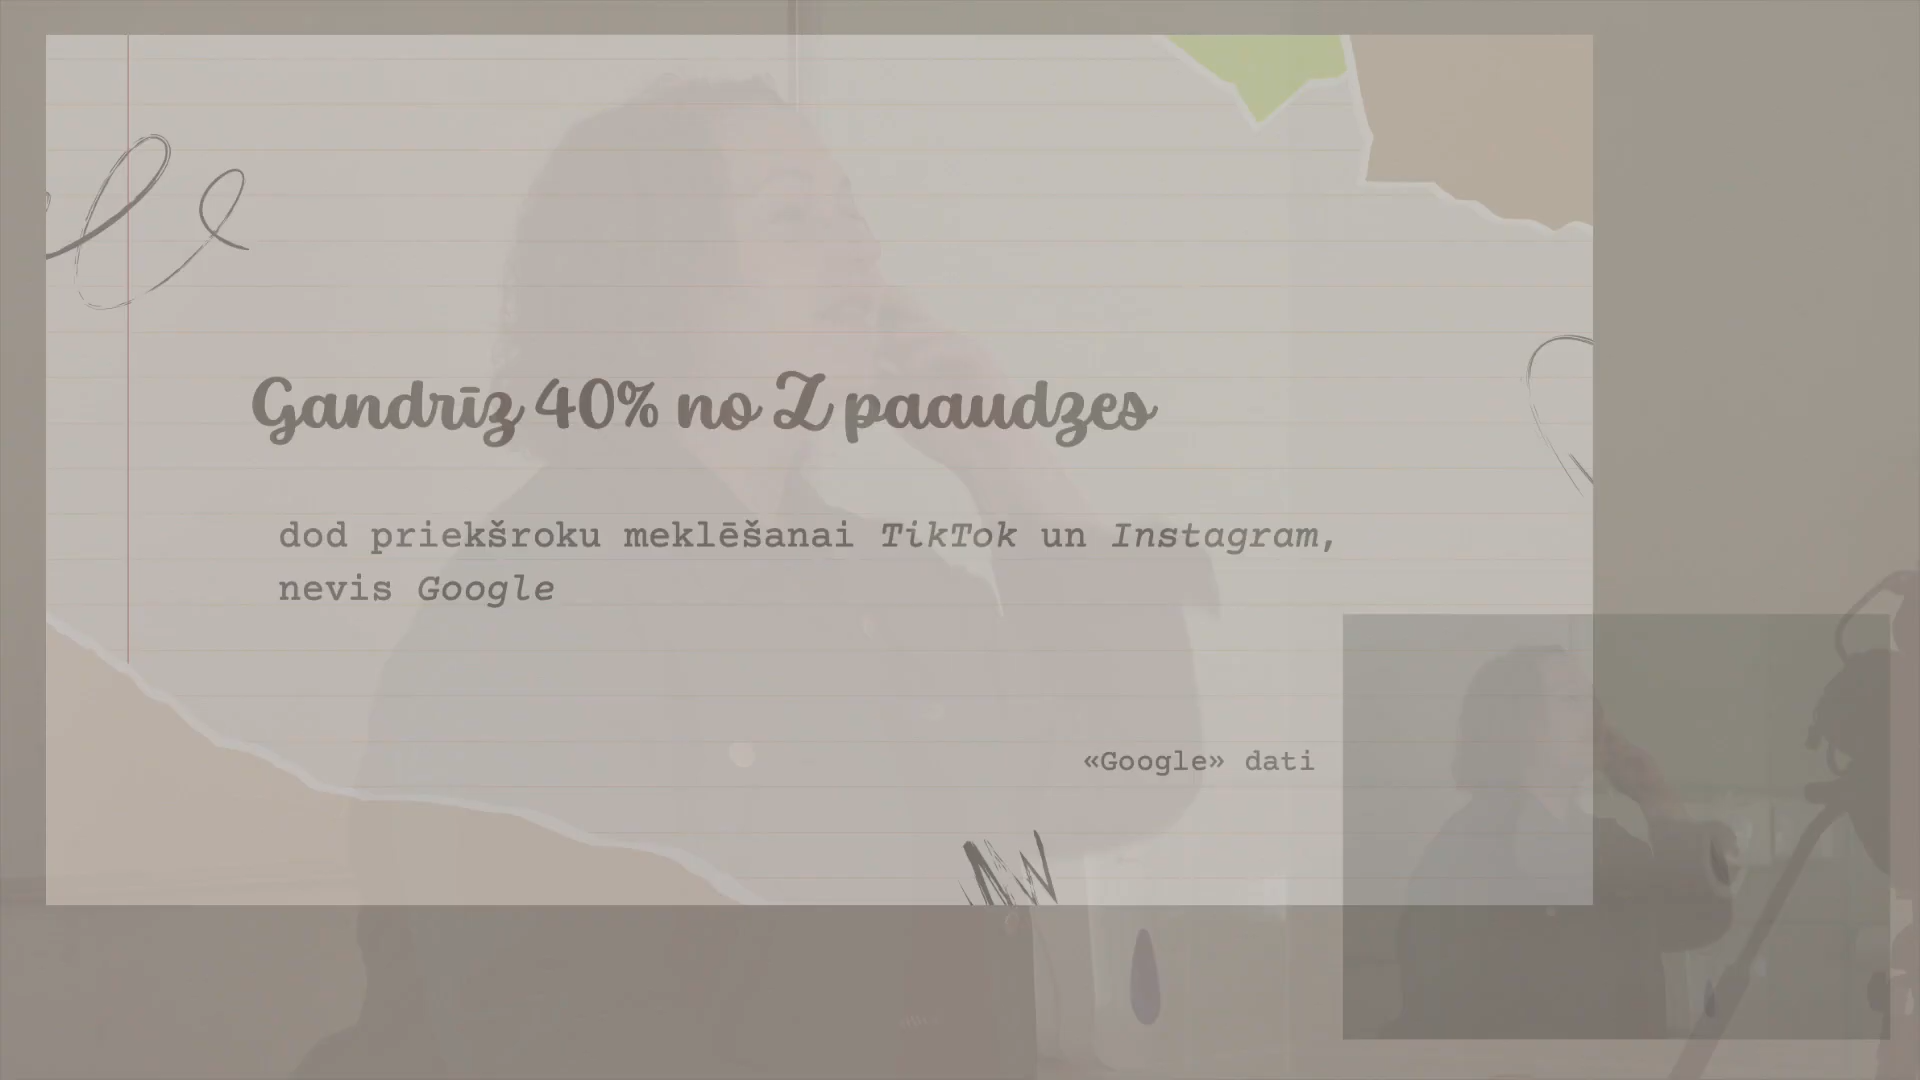 Gandrīz 40% no Z paaudzes
dod priekšroku meklēšanai TikTok un Instagram,
nevis Google
«Google» dati